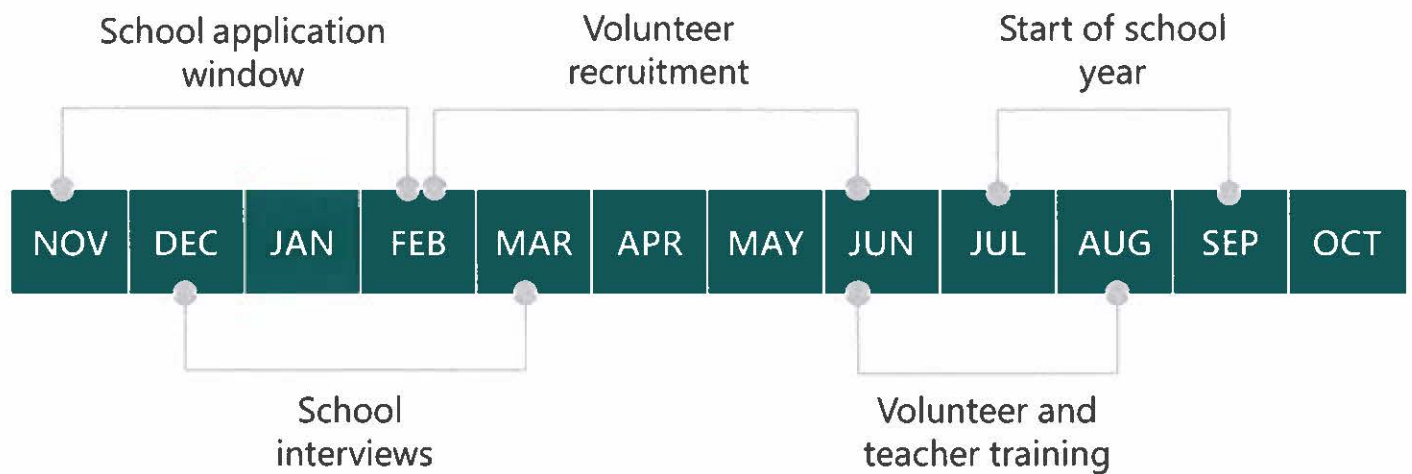 School application
window
Volunteer
recruitment
Start of school
year
NOV DEC JAN FEB MAR APR MAY JUN JUL AUG SEP OCT
School
interviews
Volunteer and
teacher training